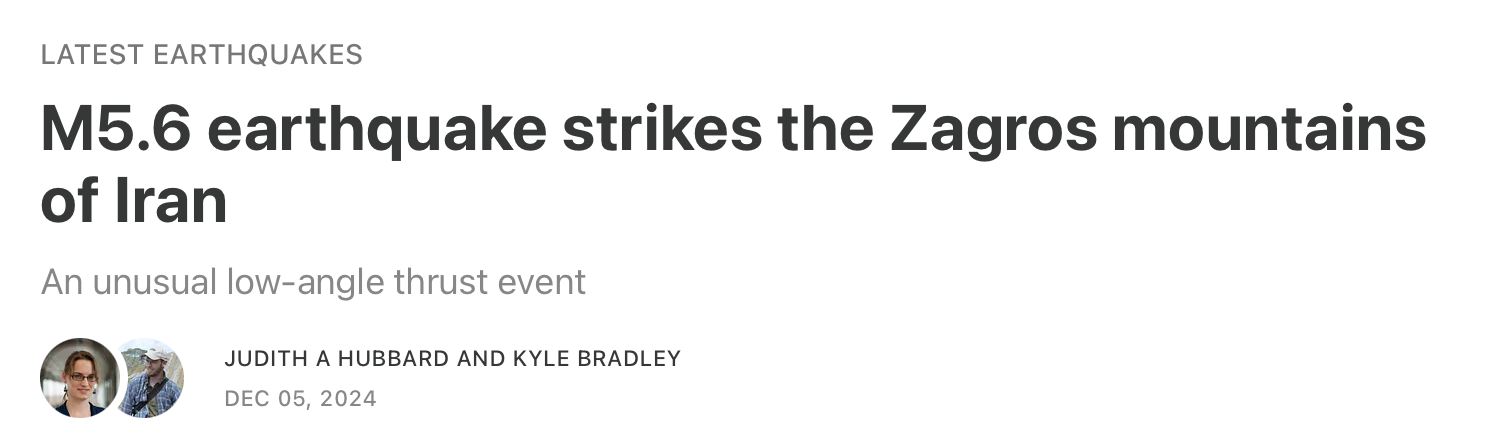 LATEST EARTHQUAKES
M5.6 earthquake strikes the Zagros mountains
of Iran
An unusual low-angle thrust event
JUDITH A HUBBARD AND KYLE BRADLEY
DEC 05, 2024